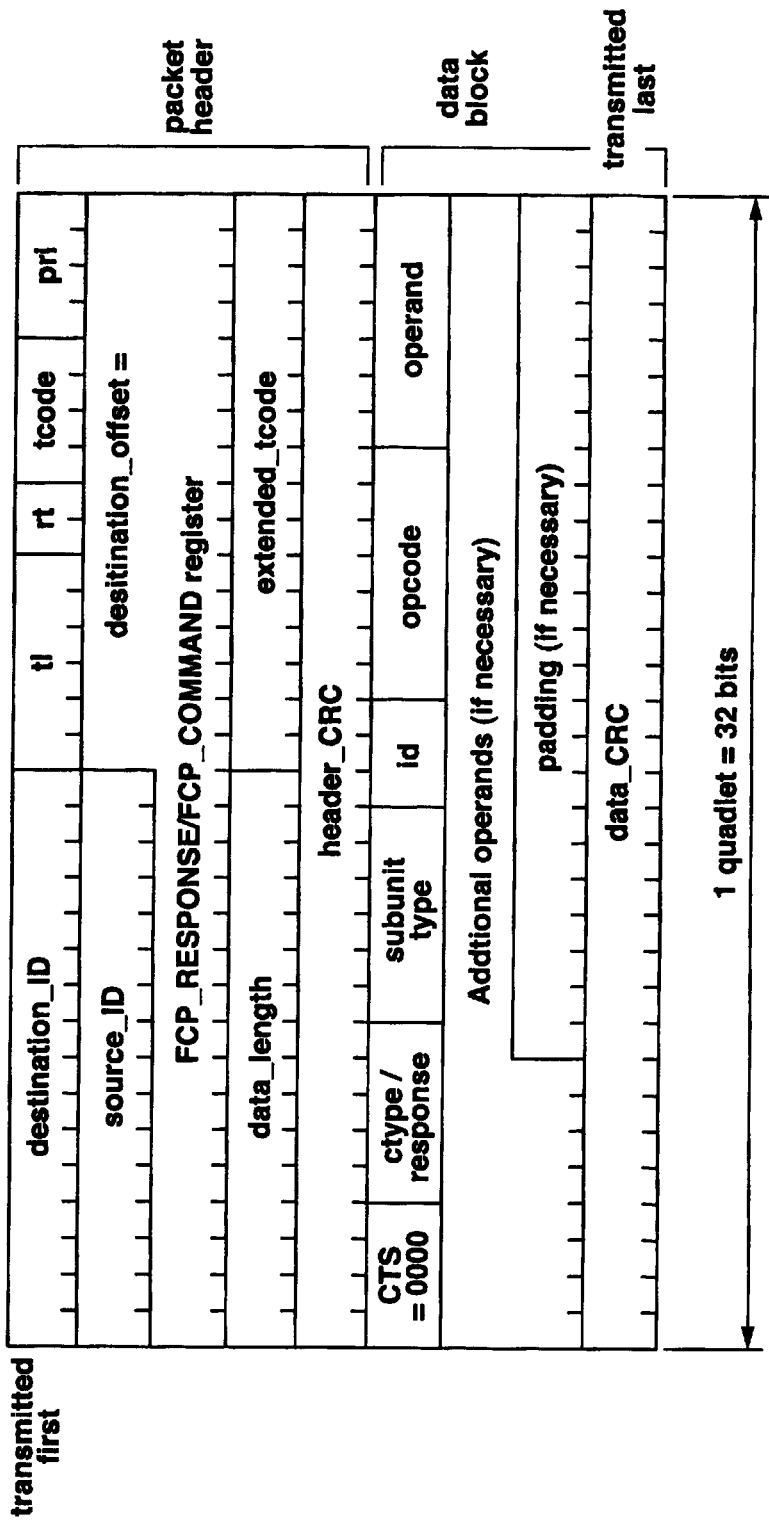 transmitted
first
destination_ID
tl
rt
tcode
pri
source_ID
desitination_offset =
FCP_RESPONSE/FCP_COMMAND register
data_length
extended_tcode
header_CRC
packet
header
CTS
= 0000
ctype /
response
subunit
type
id
opcode
operand
Addtional operands (if necessary)
padding (if necessary)
data_CRC
data
block
transmitted
last
1 quadlet = 32 bits